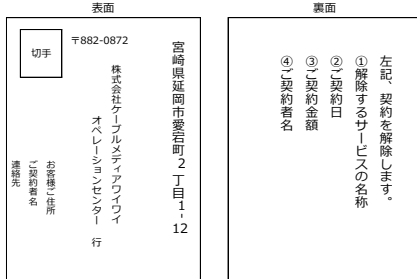 表面
切手
〒882-0872
宮崎県延岡市愛宕町2丁目1-12
株式会社ケーブルメディアワイワイ
オペレーションセンター 行
お客様ご住所
ご契約者名
連絡先
裏面
左記、契約を解除します。
①解除するサービスの名称
②ご契約日
③ご契約金額
④ご契約者名